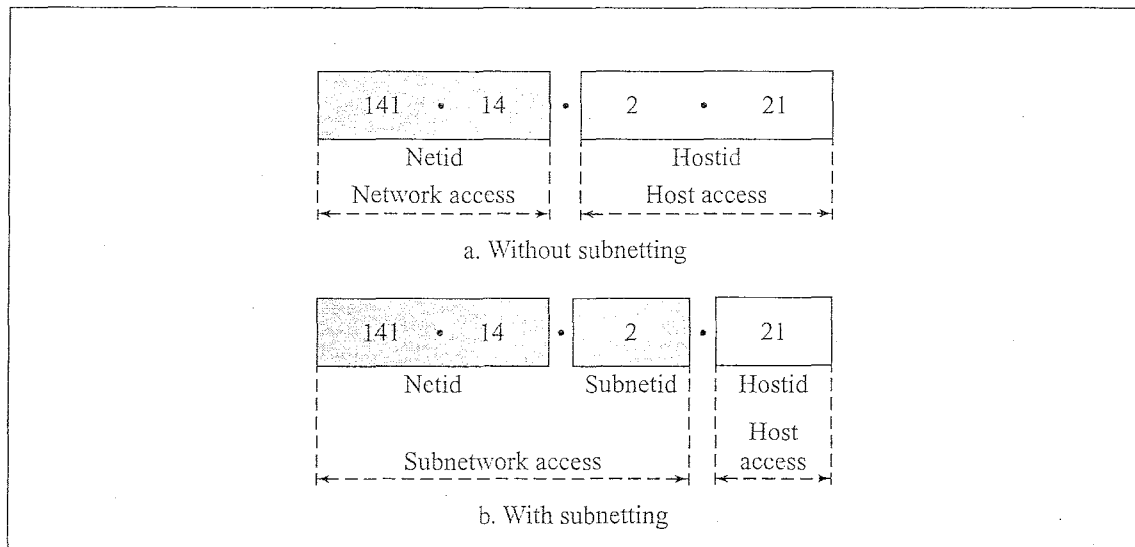 141 . 14 . 2 . 21
Netid Hostid
Network access Host access
a. Without subnetting
141 . 14 . 2 . 21
Netid Subnetid Hostid
Host
Subnetwork access access
b. With subnetting